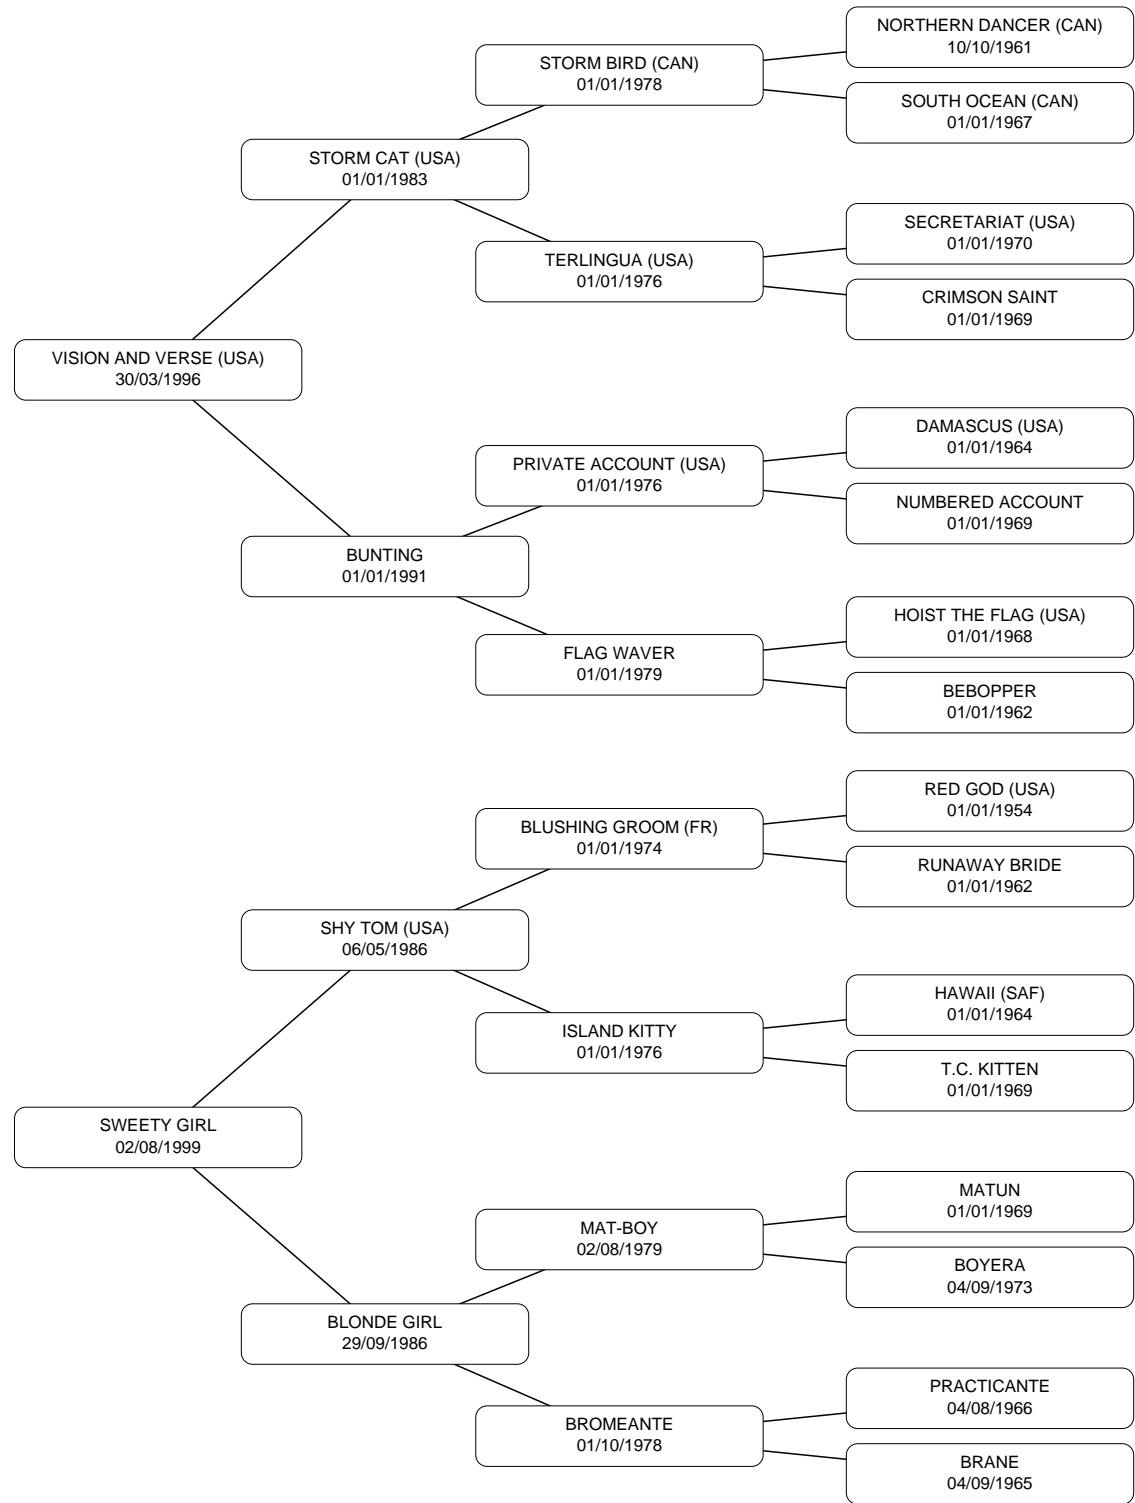 NORTHERN DANCER (CAN)
10/10/1961
STORM BIRD (CAN)
01/01/1978
SOUTH OCEAN (CAN)
01/01/1967
STORM CAT (USA)
01/01/1983
SECRETARIAT (USA)
01/01/1970
TERLINGUA (USA)
01/01/1976
CRIMSON SAINT
01/01/1969
VISION AND VERSE (USA)
30/03/1996
DAMASCUS (USA)
01/01/1964
PRIVATE ACCOUNT (USA)
01/01/1976
NUMBERED ACCOUNT
01/01/1969
BUNTING
01/01/1991
HOIST THE FLAG (USA)
01/01/1968
FLAG WAVER
01/01/1979
BEBOPPER
01/01/1962
RED GOD (USA)
01/01/1954
BLUSHING GROOM (FR)
01/01/1974
RUNAWAY BRIDE
01/01/1962
SHY TOM (USA)
06/05/1986
HAWAII (SAF)
01/01/1964
ISLAND KITTY
01/01/1976
T.C. KITTEN
01/01/1969
SWEETY GIRL
02/08/1999
MATUN
01/01/1969
MAT-BOY
02/08/1979
BOYERA
04/09/1973
BLONDE GIRL
29/09/1986
PRACTICANTE
04/08/1966
BROMEANTE
01/10/1978
BRANE
04/09/1965